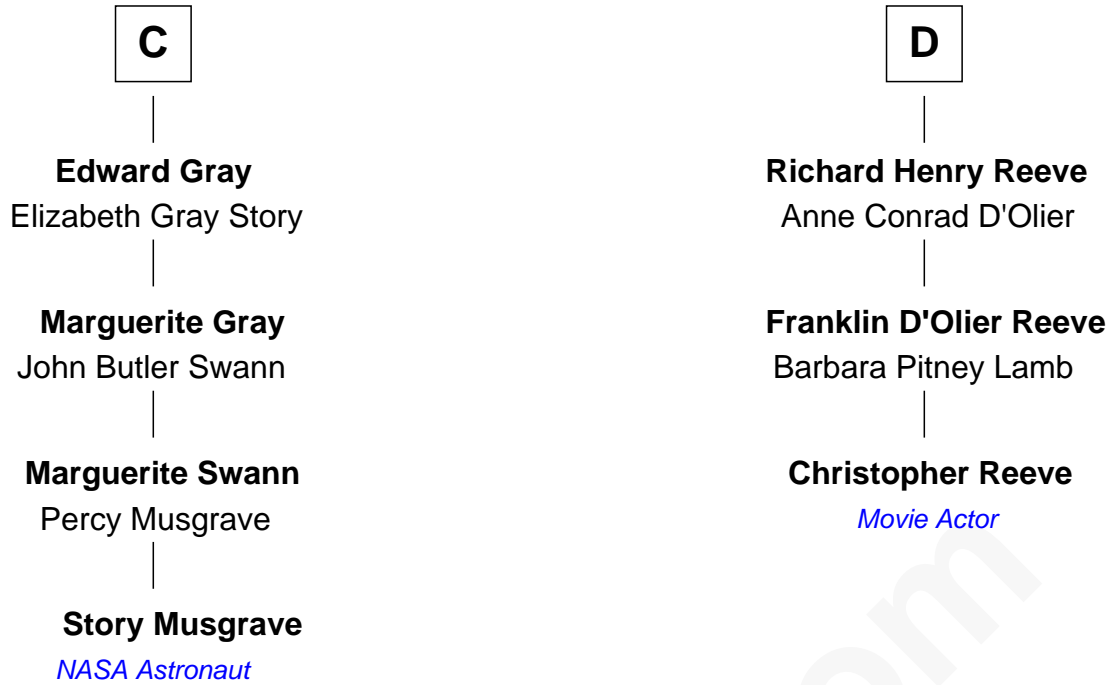 C
Edward Gray
Elizabeth Gray Story
Marguerite Gray
John Butler Swann
Marguerite Swann
Percy Musgrave
Story Musgrave
NASA Astronaut
D
Richard Henry Reeve
Anne Conrad D'Olier
Franklin D'Olier Reeve
Barbara Pitney Lamb
Christopher Reeve
Movie Actor
om